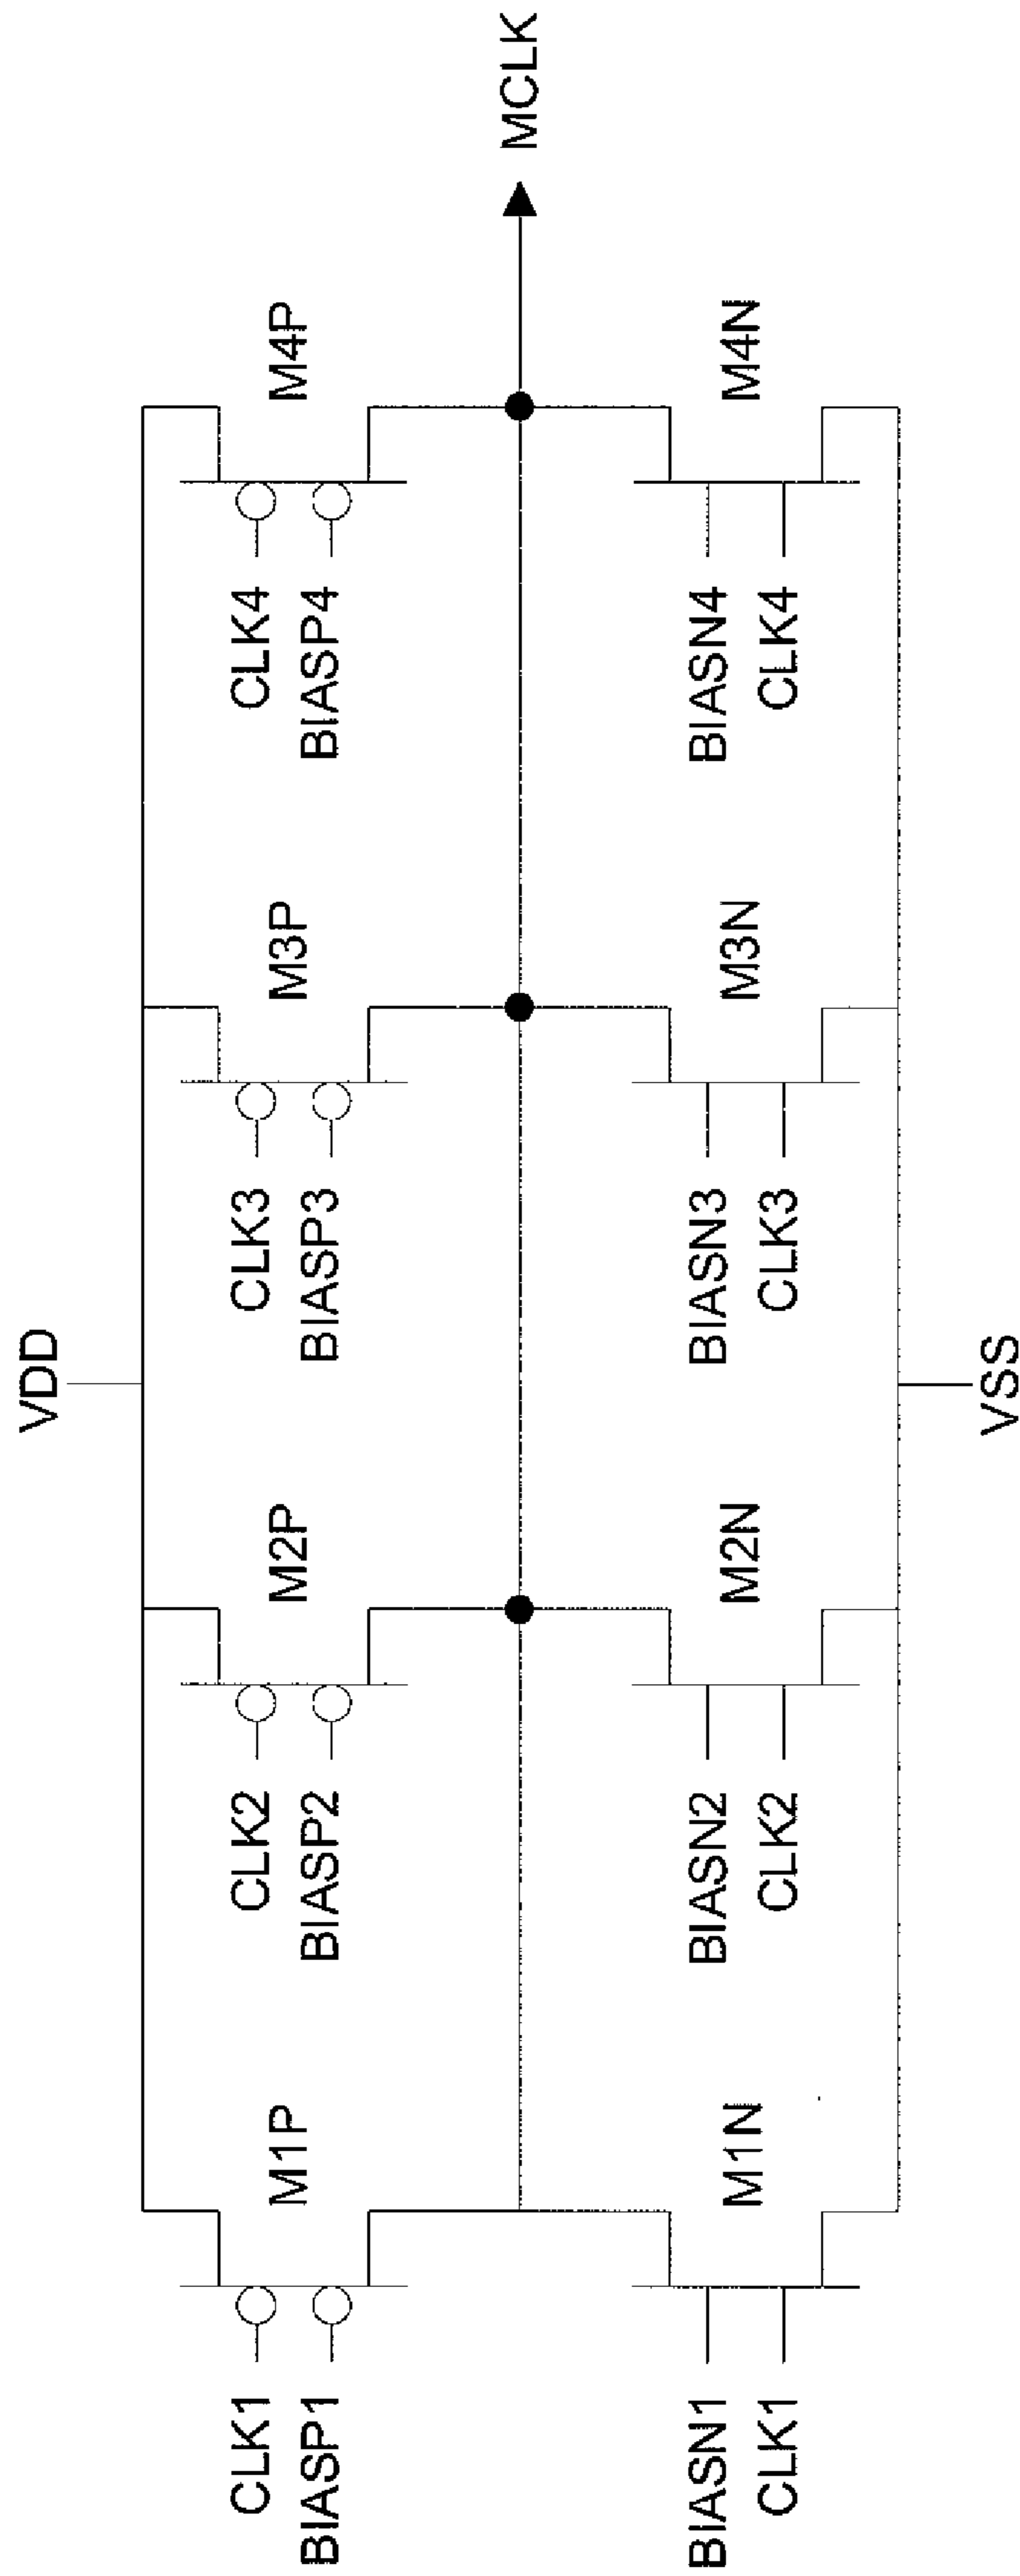 VDD
M1P
M2P
M3P
M4P
CLK1
CLK2
CLK3
CLK4
BIASP1
BIASP2
BIASP3
BIASP4
MCLK
M1N
M2N
M3N
M4N
BIASN1
BIASN2
BIASN3
BIASN4
CLK1
CLK2
CLK3
CLK4
VSS